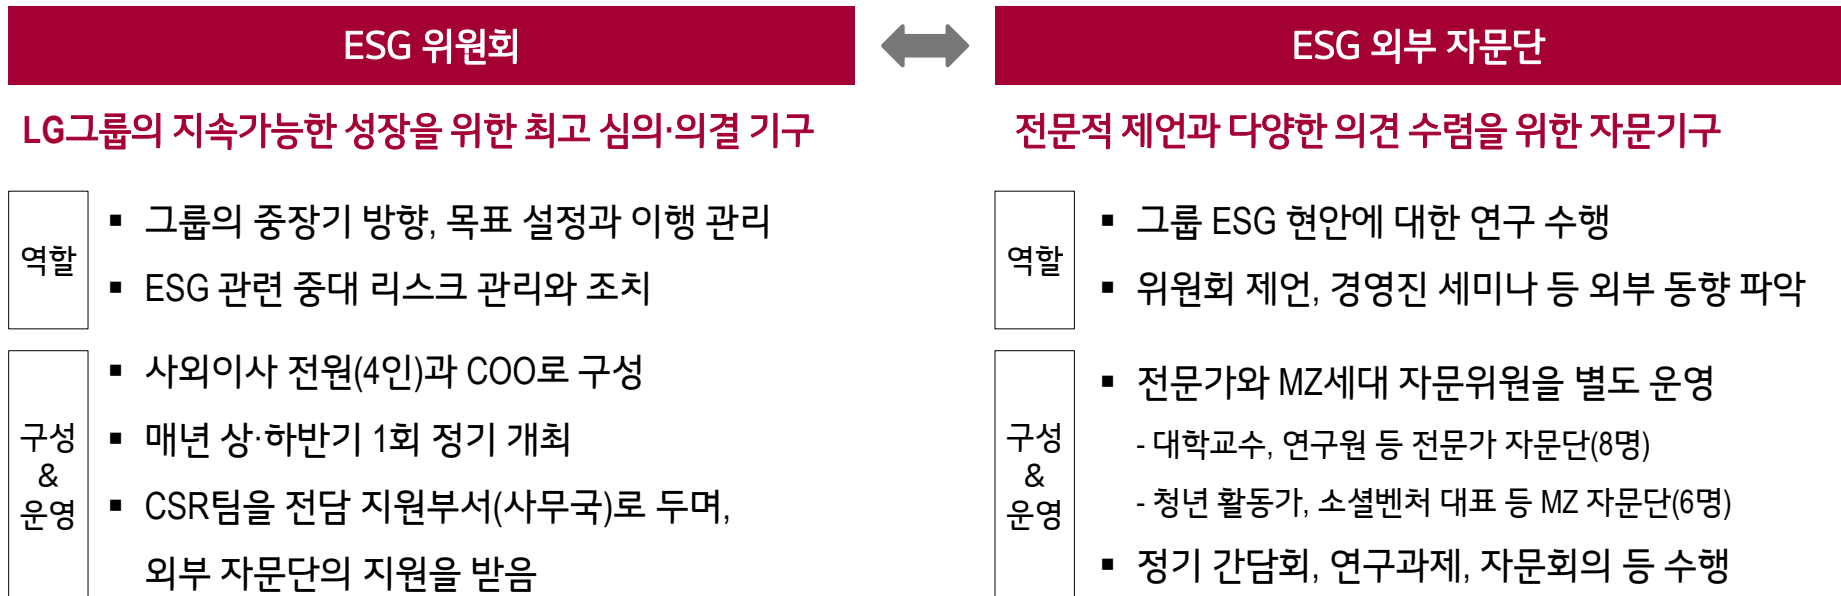 ESG 위원회
LG그룹의 지속가능한 성장을 위한 최고 심의·의결 기구
역할
▪ 그룹의 중장기 방향, 목표 설정과 이행 관리
▪ ESG 관련 중대 리스크 관리와 조치
구성
&
운영
▪ 사외이사 전원(4인)과 COO로 구성
▪ 매년 상·하반기 1회 정기 개최
▪ CSR팀을 전담 지원부서(사무국)로 두며,
외부 자문단의 지원을 받음
ESG 외부 자문단
전문적 제언과 다양한 의견 수렴을 위한 자문기구
역할
▪ 그룹 ESG 현안에 대한 연구 수행
▪ 위원회 제언, 경영진 세미나 등 외부 동향 파악
구성
&
운영
▪ 전문가와 MZ세대 자문위원을 별도 운영
- 대학교수, 연구원 등 전문가 자문단(8명)
- 청년 활동가, 소셜벤처 대표 등 MZ 자문단(6명)
▪ 정기 간담회, 연구과제, 자문회의 등 수행